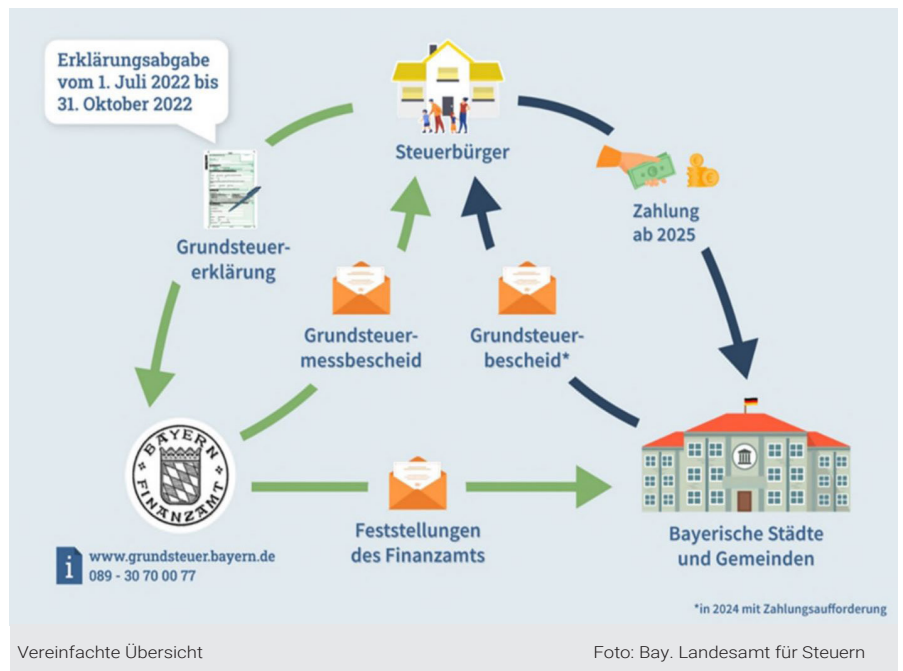 Erklärungsabgabe
vom 1. Juli 2022 bis
31. Oktober 2022
Steuerbürger
Grundsteuer-
erklärung
Zahlung
ab 2025
Grundsteuer-
messbescheid
Grundsteuer-
bescheid*
BAYERN
FINANZAMT
Feststellungen
des Finanzamts
Bayerische Städte
und Gemeinden
i
www.grundsteuer.bayern.de
089 - 30 70 00 77
*in 2024 mit Zahlungsaufforderung
Vereinfachte Übersicht
Foto: Bay. Landesamt für Steuern